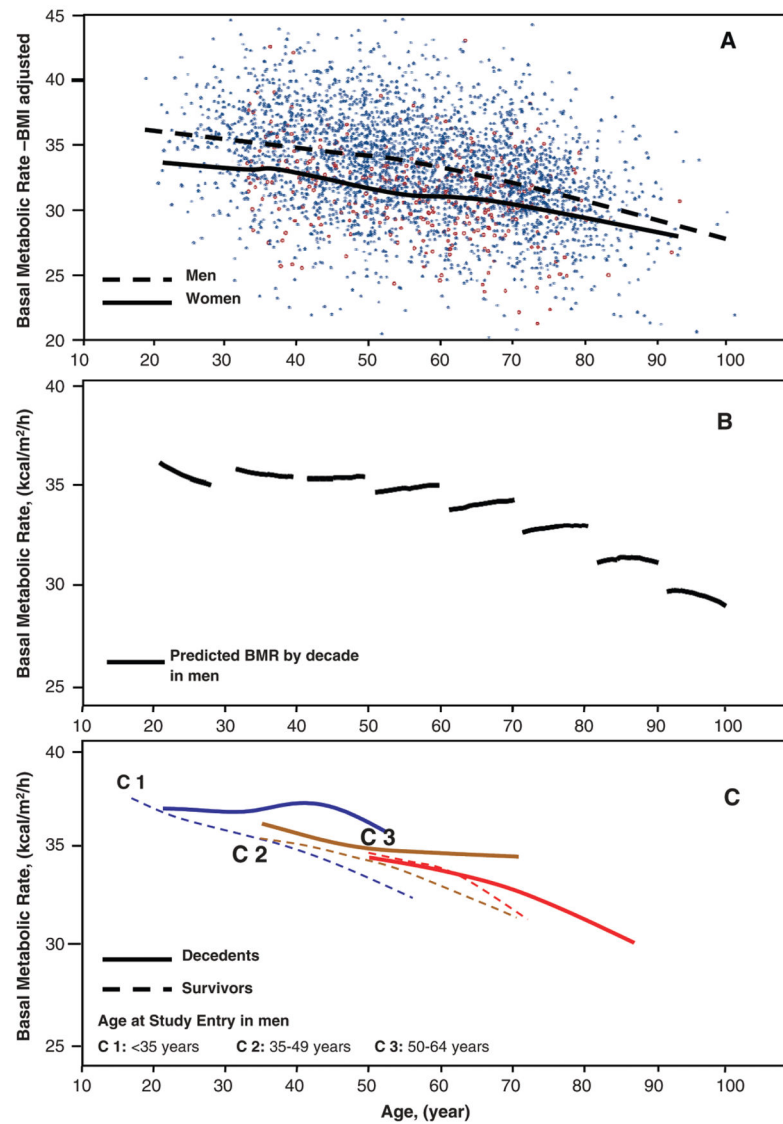 A
Basal Metabolic Rate –BMI adjusted
45
40
35
30
25
20
Men
Women
10 20 30 40 50 60 70 80 90 100
B
Basal Metabolic Rate, (kcal/m²/h)
40
35
30
25
Predicted BMR by decade
in men
10 20 30 40 50 60 70 80 90 100
C
Basal Metabolic Rate, (kcal/m²/h)
40
35
30
25
C 1
C 2
C 3
Decedents
Survivors
Age at Study Entry in men
C 1: <35 years C 2: 35-49 years C 3: 50-64 years
10 20 30 40 50 60 70 80 90 100
Age, (year)